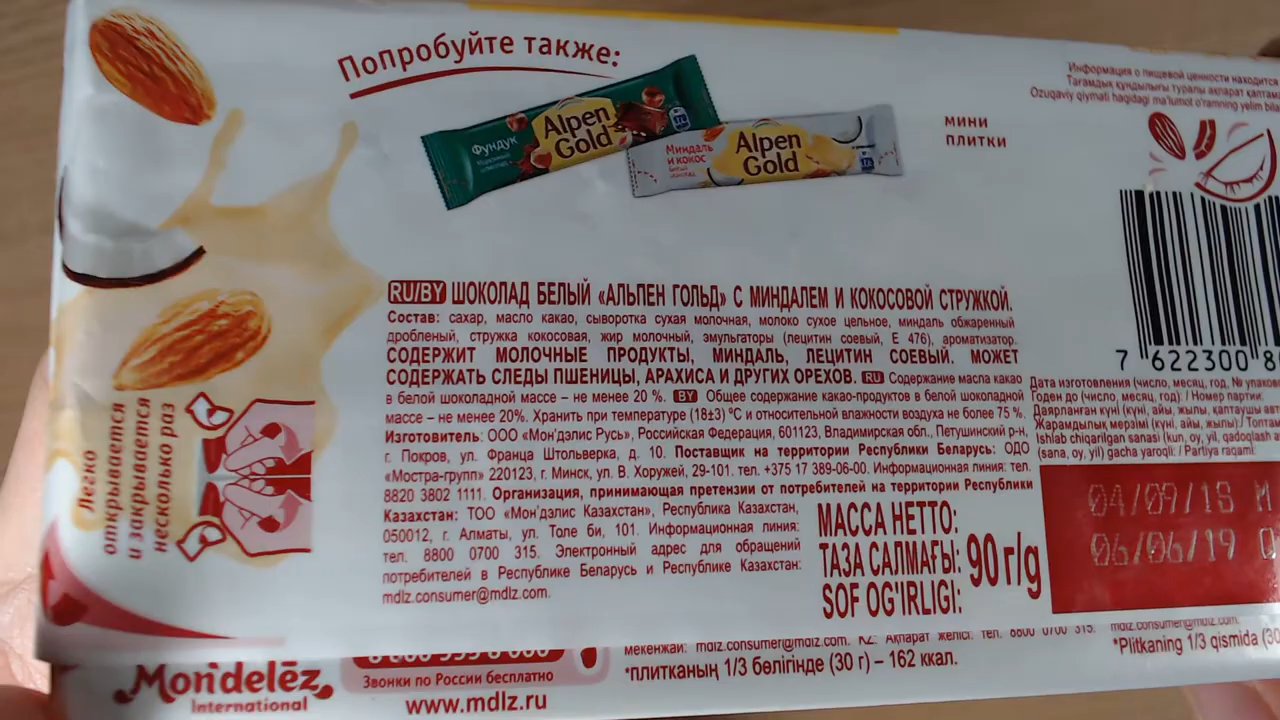 Попробуйте также:
Фундук
Alpen
Gold
Миндаль
и кокос
Alpen
Gold
МИНИ
ПЛИТКИ
Информация о пищевой ценности находится
Тағамдық құндылығы туралы ақпарат қаптама
Ozuqaviy qiymati haqidagi ma'lumot o'ramning yelim
7 622300 8
RU/BY ШОКОЛАД БЕЛЫЙ «АЛЬПЕН ГОЛЬД» С МИНДАЛЕМ И КОКОСОВОЙ СТРУЖКОЙ.
Состав: сахар, масло какао, сыворотка сухая молочная, молоко сухое цельное, миндаль обжаренный
дробленый, стружка кокосовая, жир молочный, эмульгаторы (лецитин соевый, Е 476), ароматизатор.
СОДЕРЖИТ МОЛОЧНЫЕ ПРОДУКТЫ, МИНДАЛЬ, ЛЕЦИТИН СОЕВЫЙ. МОЖЕТ
СОДЕРЖАТЬ СЛЕДЫ ПШЕНИЦЫ, АРАХИСА И ДРУГИХ ОРЕХОВ. RU Содержание масла какао
в белой шоколадной массе – не менее 20 %. BY Общее содержание какао-продуктов в белой шоколадной
массе – не менее 20%. Хранить при температуре (18±3) °С и относительной влажности воздуха не более 75 %.
Изготовитель: ООО «Мон'дэлис Русь», Российская Федерация, 601123, Владимирская обл., Петушинский р-н,
г. Покров, ул. Франца Штольверка, д. 10. Поставщик на территории Республики Беларусь: ОДО
«Мостра-групп» 220123, г. Минск, ул. В. Хоружей, 29-101. тел. +375 17 389-06-00. Информационная линия: тел.
8820 3802 1111. Организация, принимающая претензии от потребителей на территории Республики
Казахстан: ТОО «Мон'дэлис Казахстан», Республика Казахстан,
050012, г. Алматы, ул. Толе би, 101. Информационная линия:
тел. 8800 0700 315. Электронный адрес для обращений
потребителей в Республике Беларусь и Республике Казахстан:
mdlz.consumer@mdlz.com.
МАССА НЕТТО:
ТАЗА САЛМАҒЫ:
SOF OG'IRLIGI:
90 г/g
Дата изготовления (число, месяц, год, № упаковоч
Годен до (число, месяц, год): / Номер партии:
Даярланған күні (күні, айы, жылы, қаптаушы авт
Жарамдылық мерзімі (күні, айы, жылы): / Топтам
Ishlab chiqarilgan sanasi (kun, oy, yil, qadoqlash a
(sana, oy, yil) gacha yaroqli: / Partiya raqami:
04/09/18 M
06/06/19 0
Легко
открывается
и закрывается
несколько раз
Mondelēz
International
8 800
Звонки по России бесплатно
www.mdlz.ru
мекенжай: mdlz.consumer@mdlz.com. KZ: Ақпарат желісі: тел. 8800 0700 315.
mdlz.consumer@mdlz.com.
*плитканың 1/3 бөлігінде (30 г) – 162 ккал.
*Plitkaning 1/3 qismida (30